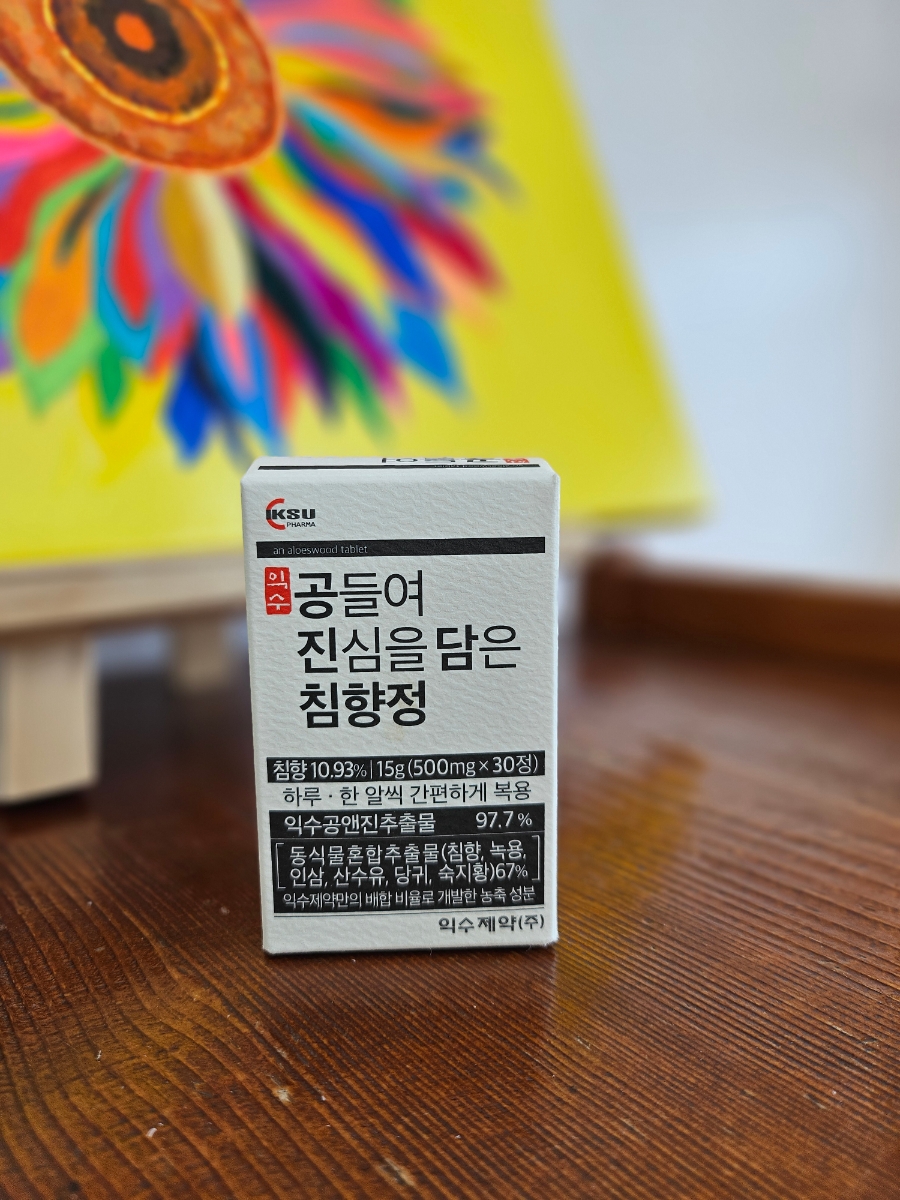 IKSU
PHARMA
an aloeswood tablet
익수
공들여
진심을 담은
침향정
침향 10.93% | 15g (500mg × 30정)
하루 · 한 알씩 간편하게 복용
익수공앤진추출물 97.7 %
동식물혼합추출물(침향, 녹용,
인삼, 산수유, 당귀, 숙지황)67%
익수제약만의 배합 비율로 개발한 농축 성분
익수제약(주)